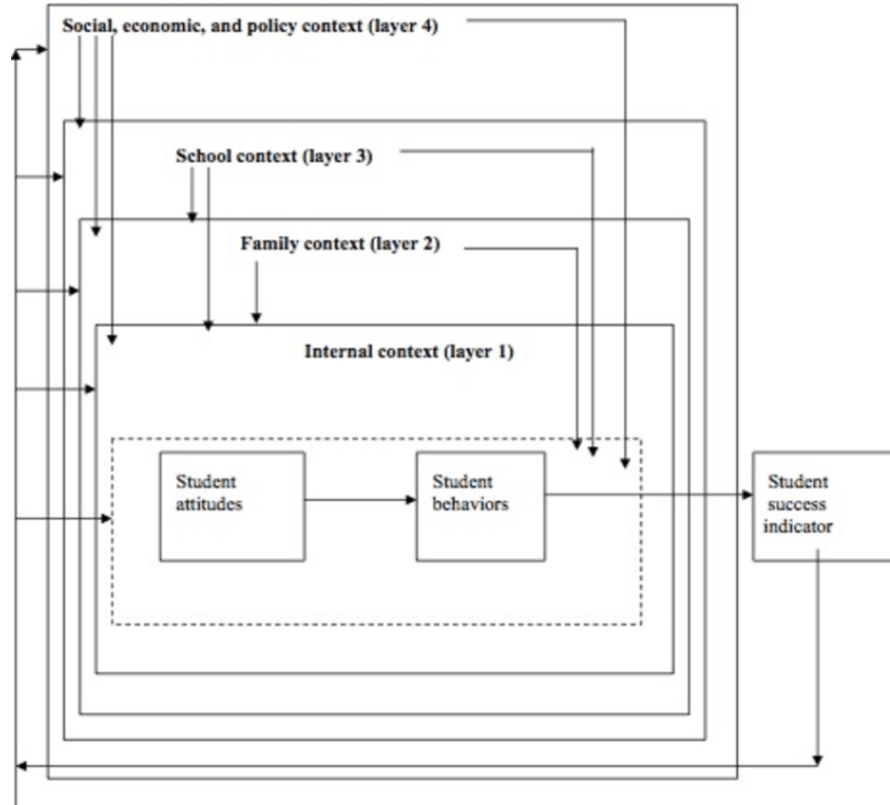 Social, economic, and policy context (layer 4)
School context (layer 3)
Family context (layer 2)
Internal context (layer 1)
Student
attitudes
Student
behaviors
Student
success
indicator